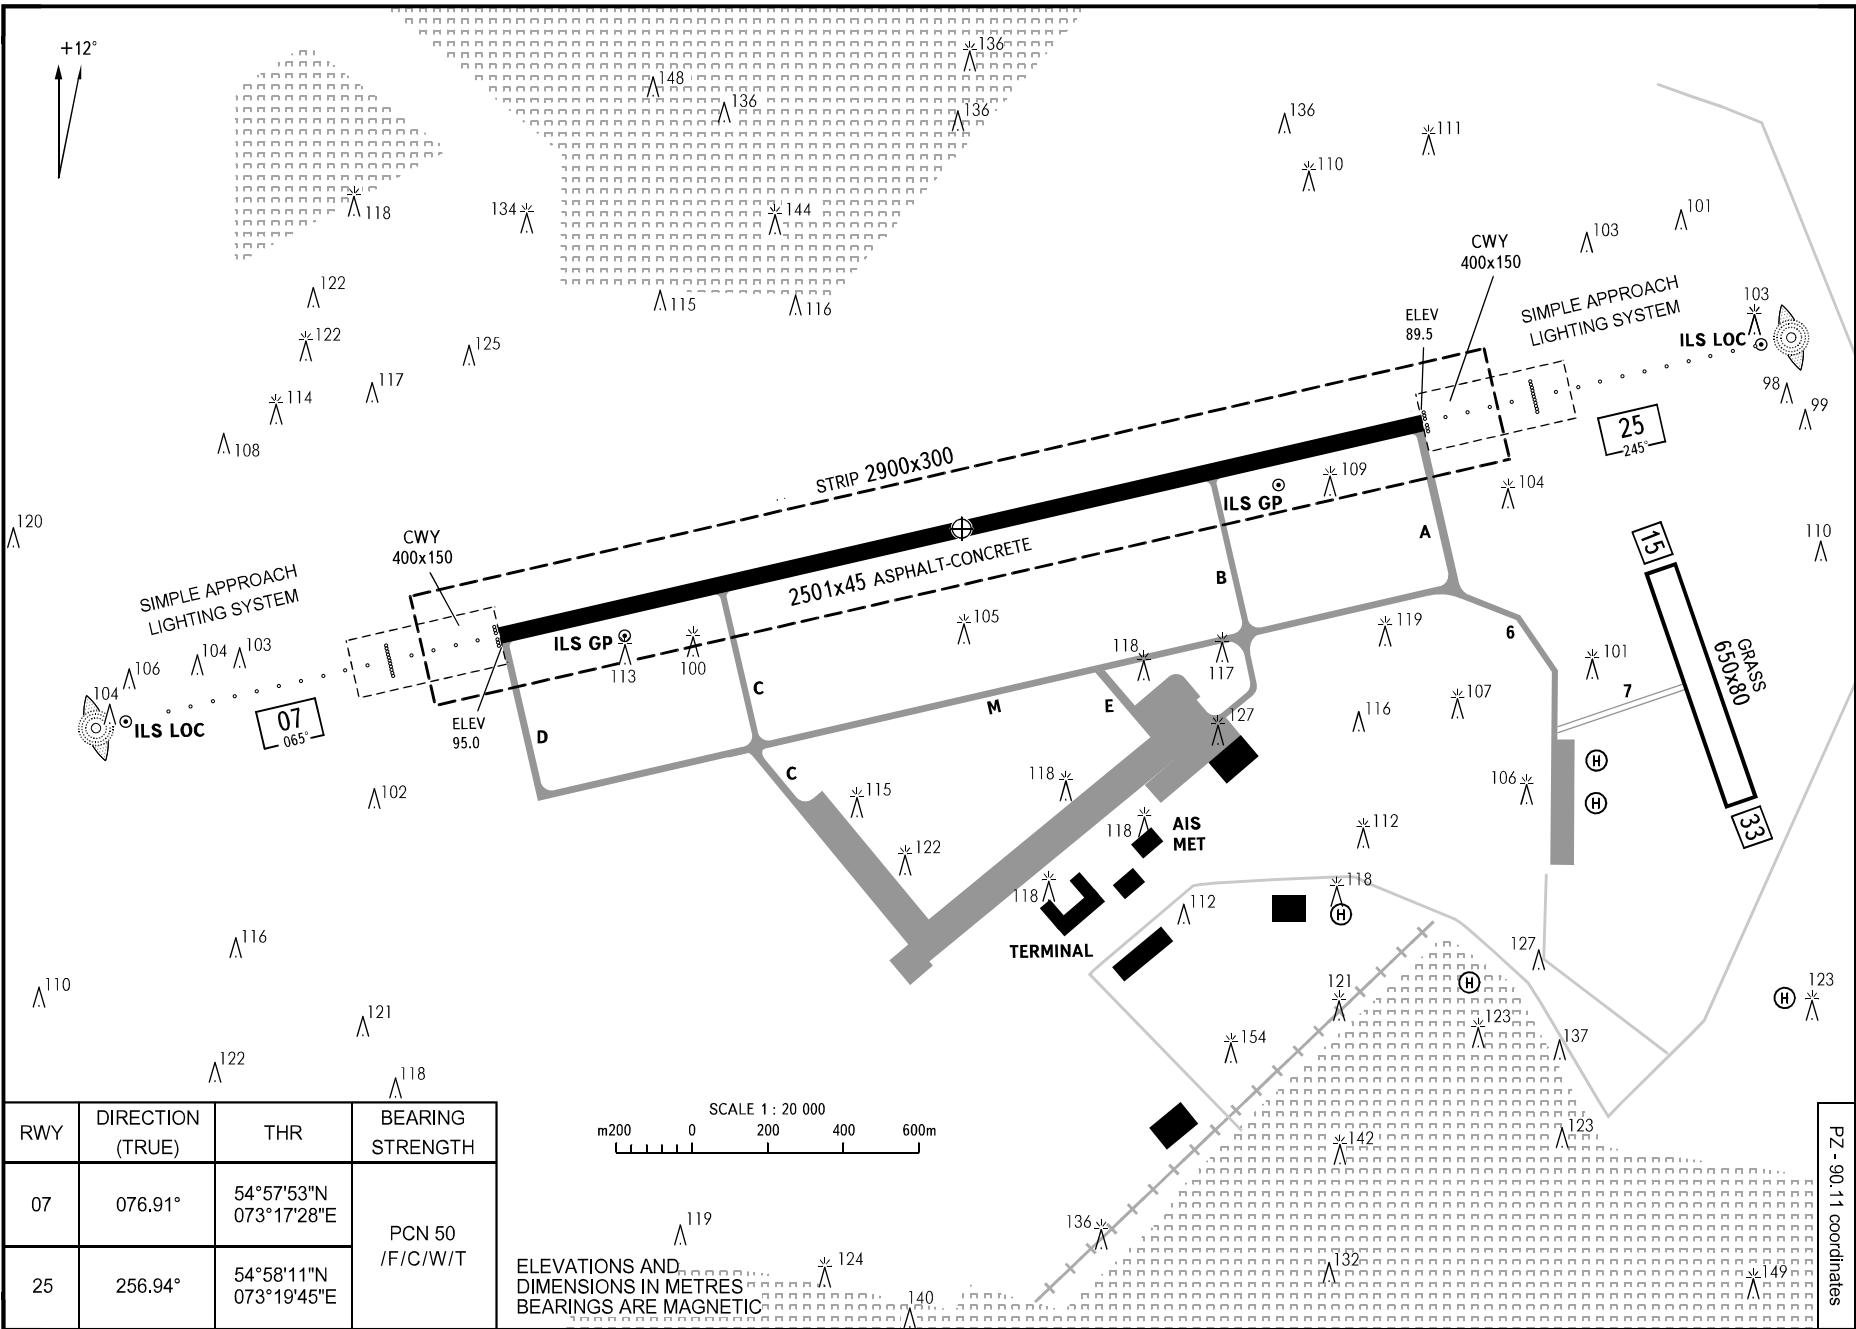 +12°
136
148
136
136
136
111
110
118
134
144
101
103
CWY
400x150
122
115
116
SIMPLE APPROACH
LIGHTING SYSTEM
103
ELEV
89.5
ILS LOC
122
125
117
114
98
99
108
25
245°
STRIP 2900x300
109
ILS GP
104
120
CWY
400x150
A
15
110
2501x45 ASPHALT-CONCRETE
SIMPLE APPROACH
LIGHTING SYSTEM
B
105
119
6
ILS GP
113
100
118
117
101
GRASS
650x80
106
104
103
104
ILS LOC
07
065°
ELEV
95.0
D
C
M
E
127
116
107
7
C
102
115
118
106
H
H
33
118
AIS
MET
112
122
118
TERMINAL
112
118
H
116
110
127
H
H
123
121
121
123
137
154
122
118
SCALE 1 : 20 000
m200 0 200 400 600m
142
123
RWY
DIRECTION
(TRUE)
THR
BEARING
STRENGTH
07
076.91°
54°57'53"N
073°17'28"E
PCN 50
/F/C/W/T
25
256.94°
54°58'11"N
073°19'45"E
119
136
124
132
149
140
ELEVATIONS AND
DIMENSIONS IN METRES
BEARINGS ARE MAGNETIC
PZ - 90.11 coordinates